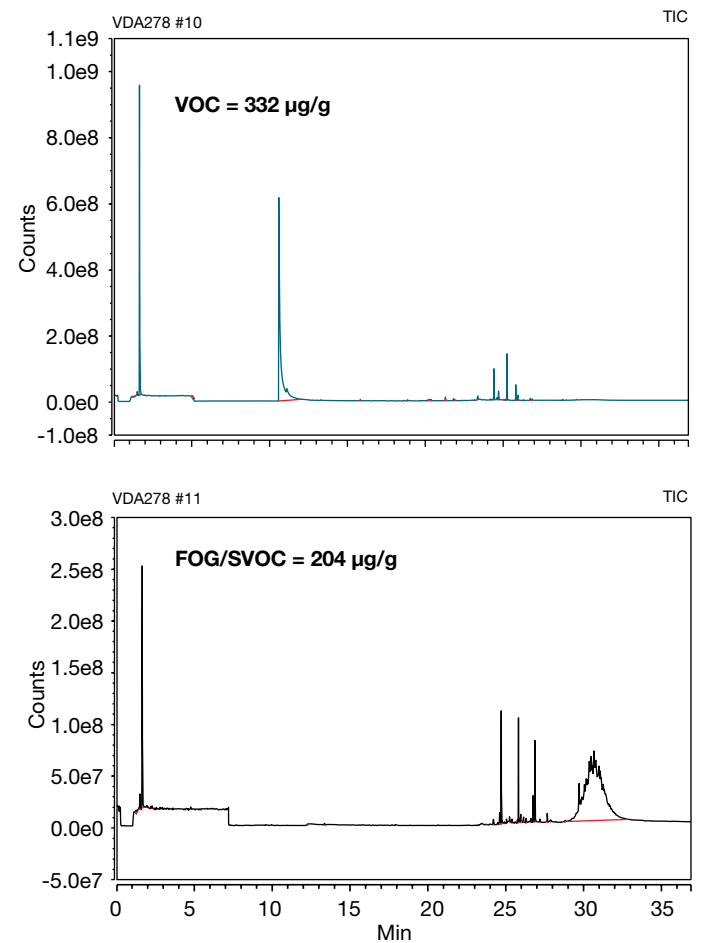 VDA278 #10 TIC
1.1e9
1.0e9
VOC = 332 µg/g
8.0e8
6.0e8
Counts
4.0e8
2.0e8
0.0e0
-1.0e8
VDA278 #11 TIC
3.0e8
FOG/SVOC = 204 µg/g
2.5e8
2.0e8
Counts
1.5e8
1.0e8
5.0e7
0.0e0
-5.0e7
0 5 10 15 20 25 30 35
Min